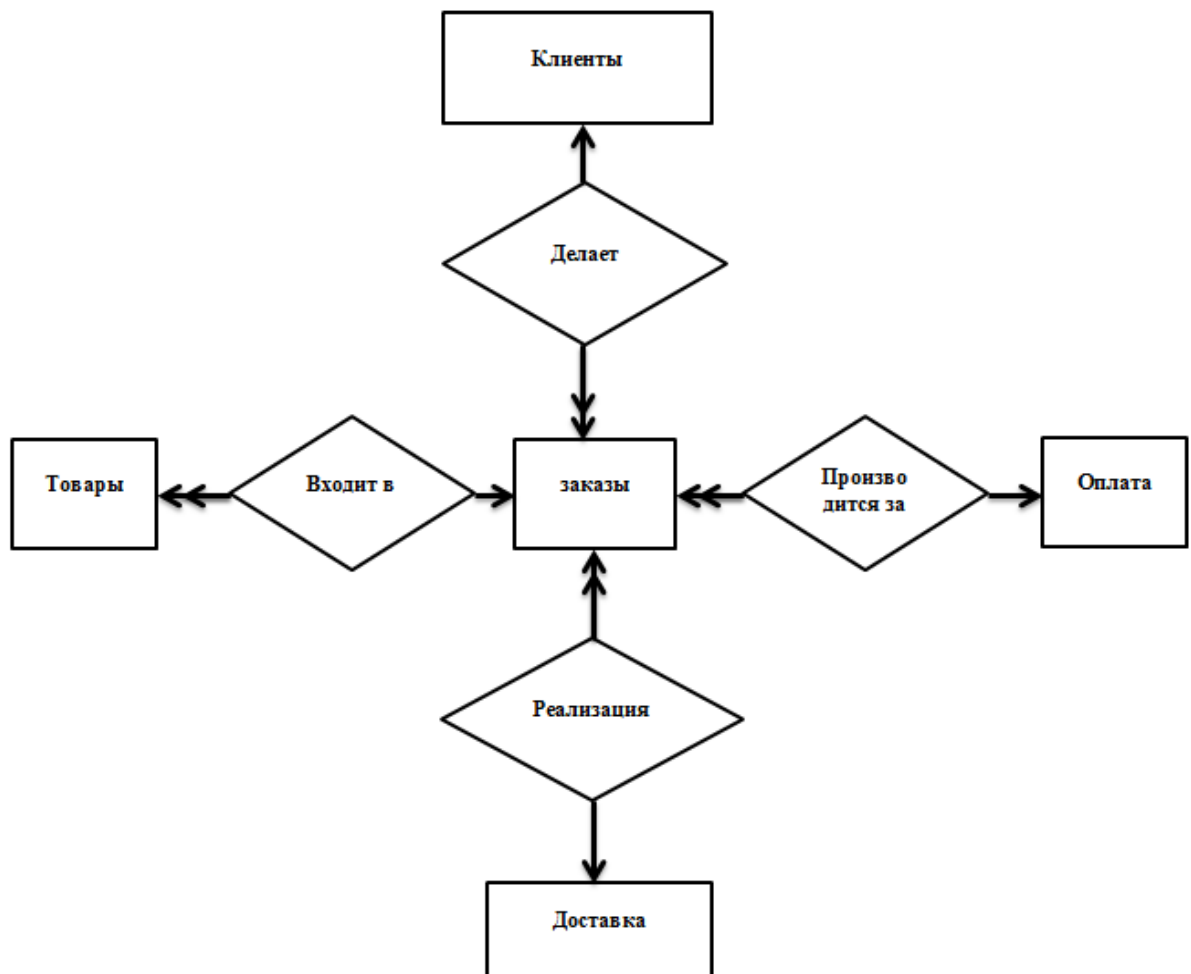 Клиенты
Делает
Товары
Входит в
заказы
Произво
дится за
Оплата
Реализация
Доставка